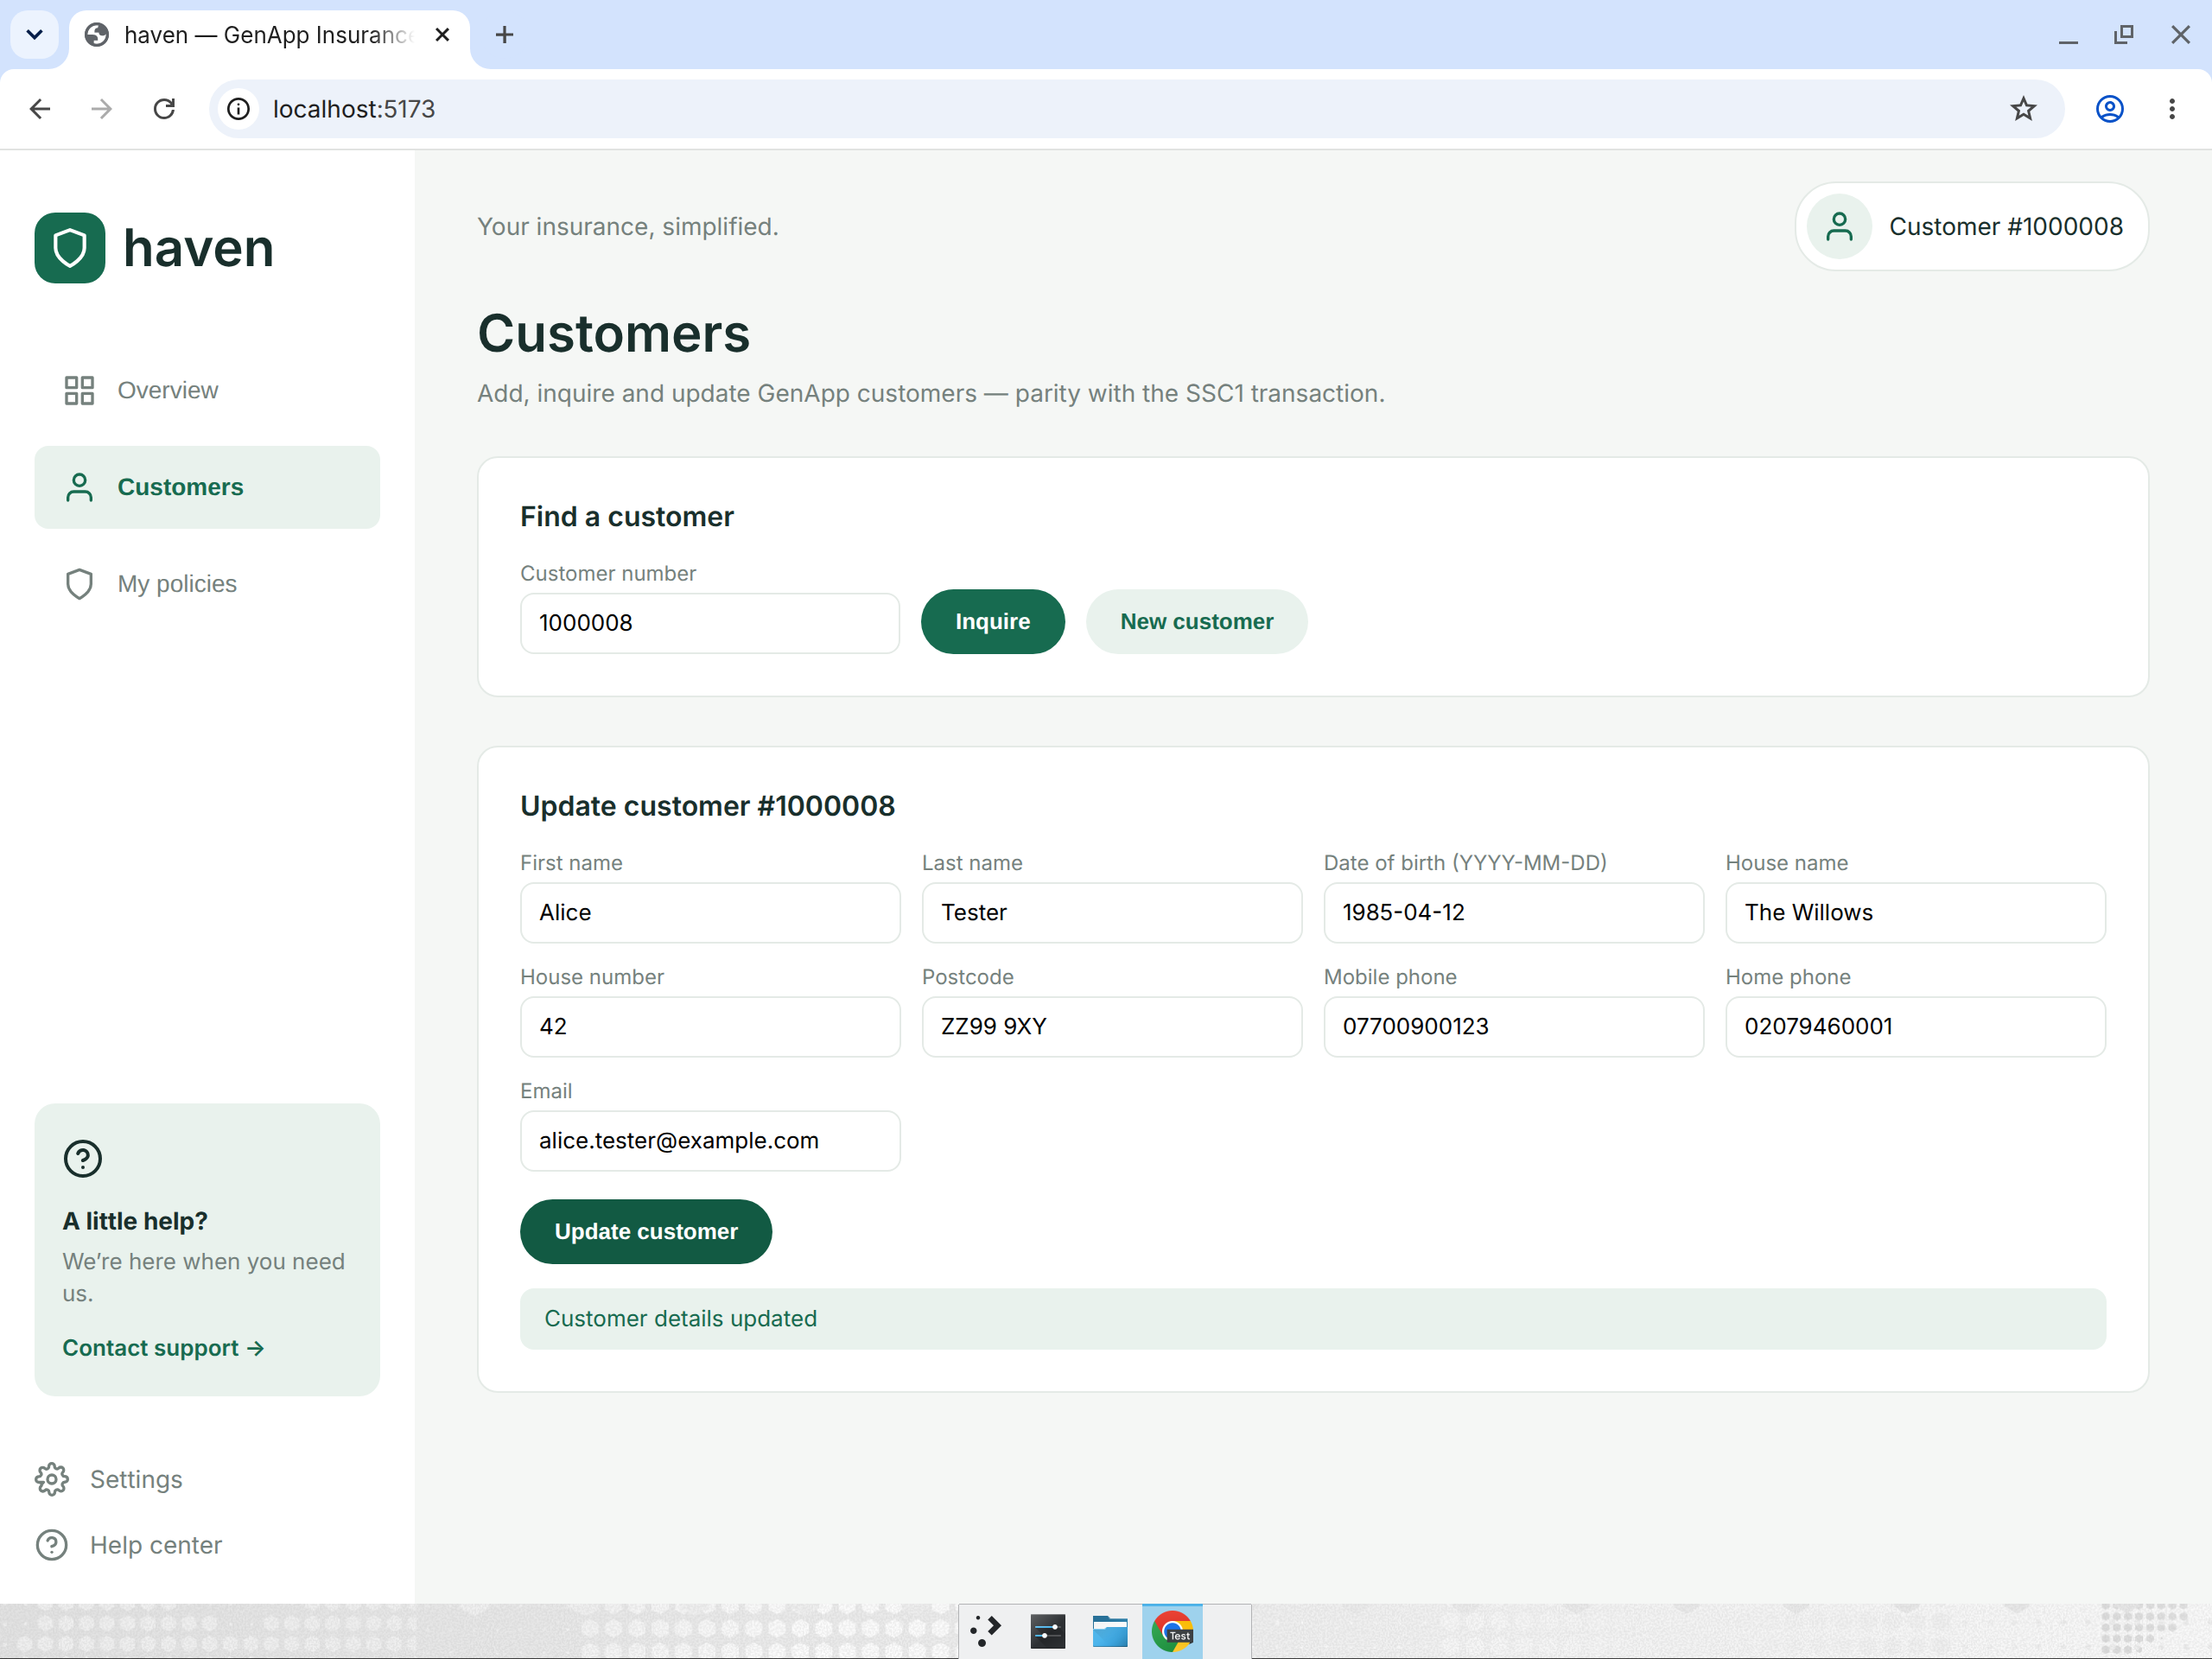 haven — GenApp Insurance
localhost:5173
haven
Overview
Customers
My policies
A little help?
We’re here when you need
us.
Contact support →
Settings
Help center
Your insurance, simplified.
Customer #1000008
Customers
Add, inquire and update GenApp customers — parity with the SSC1 transaction.
Find a customer
Customer number
1000008
Inquire
New customer
Update customer #1000008
First name
Last name
Date of birth (YYYY-MM-DD)
House name
Alice
Tester
1985-04-12
The Willows
House number
Postcode
Mobile phone
Home phone
42
ZZ99 9XY
07700900123
02079460001
Email
alice.tester@example.com
Update customer
Customer details updated
Test